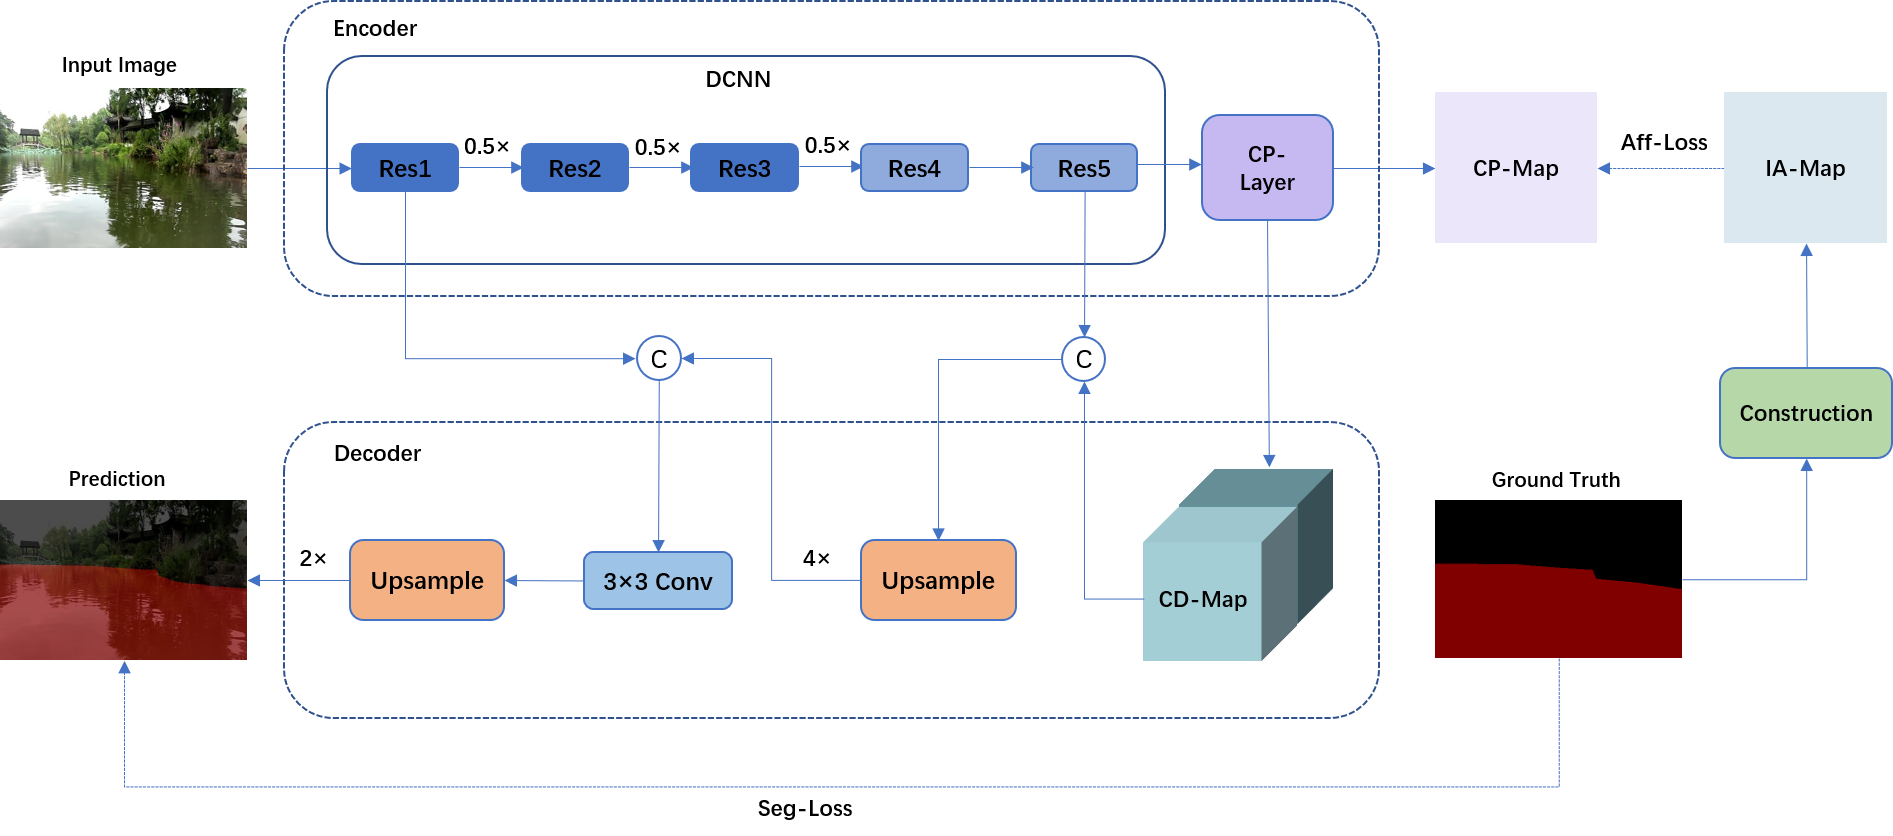 Encoder
Input Image
DCNN
Res1
0.5×
Res2
0.5×
Res3
0.5×
Res4
Res5
CP-
Layer
CP-Map
Aff-Loss
IA-Map
C
C
Construction
Decoder
Prediction
Ground Truth
2×
Upsample
3×3 Conv
4×
Upsample
CD-Map
Seg-Loss